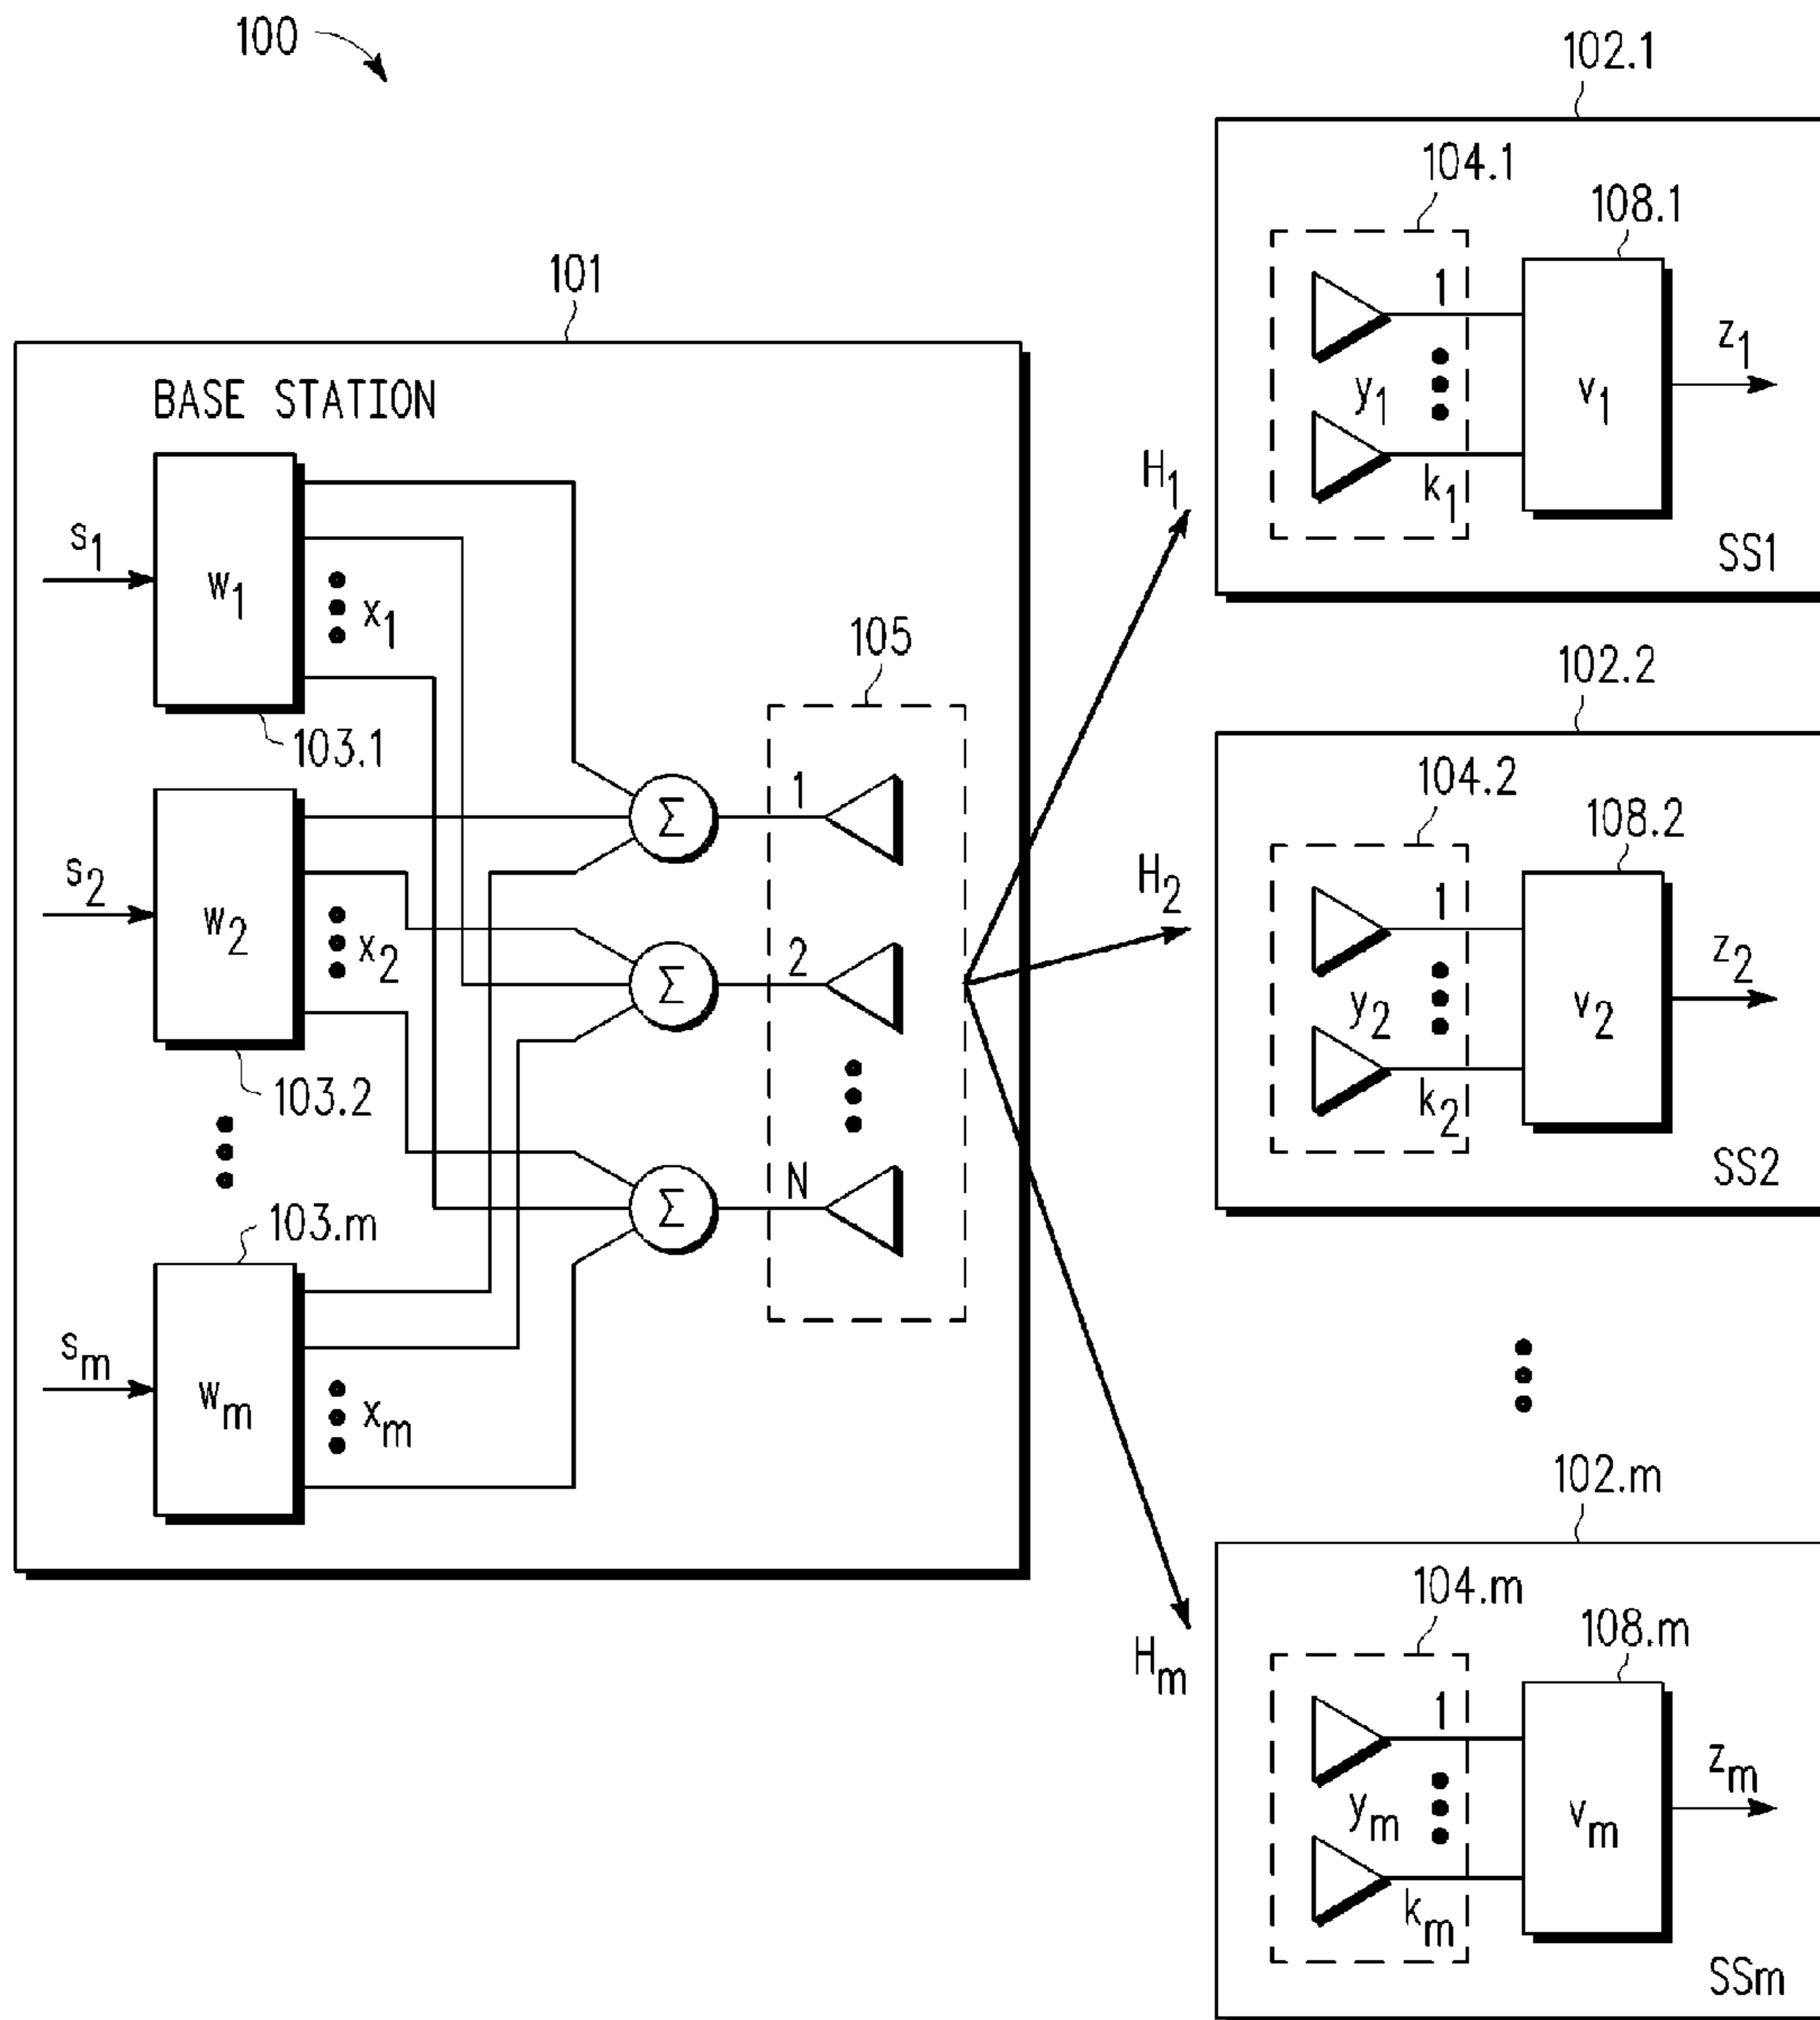 100
101
BASE STATION
s1
w1
x1
103.1
s2
w2
x2
103.2
103.m
sm
wm
xm
Σ
Σ
Σ
105
1
2
N
H1
H2
Hm
102.1
104.1
108.1
1
y1
k1
v1
z1
SS1
102.2
104.2
108.2
1
y2
k2
v2
z2
SS2
102.m
104.m
108.m
1
ym
km
vm
zm
SSm